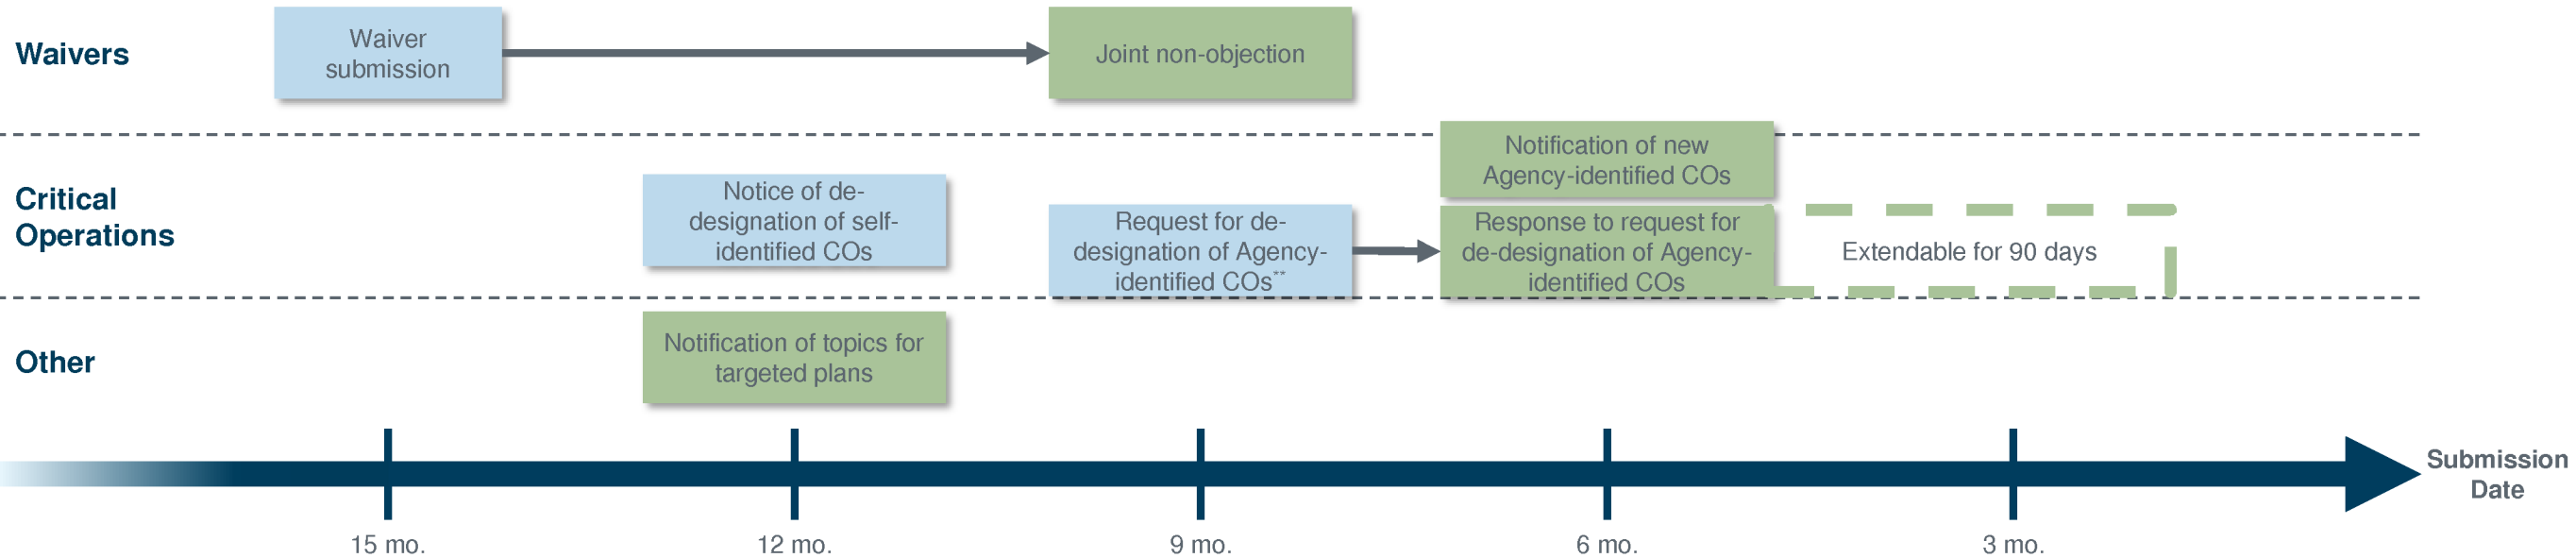 Waivers
Waiver
submission
Joint non-objection
Critical
Operations
Notice of de-
designation of self-
identified COs
Request for de-
designation of Agency-
identified COs**
Notification of new
Agency-identified COs
Response to request for
de-designation of Agency-
identified COs
Extendable for 90 days
Other
Notification of topics for
targeted plans
Submission
Date
15 mo.
12 mo.
9 mo.
6 mo.
3 mo.